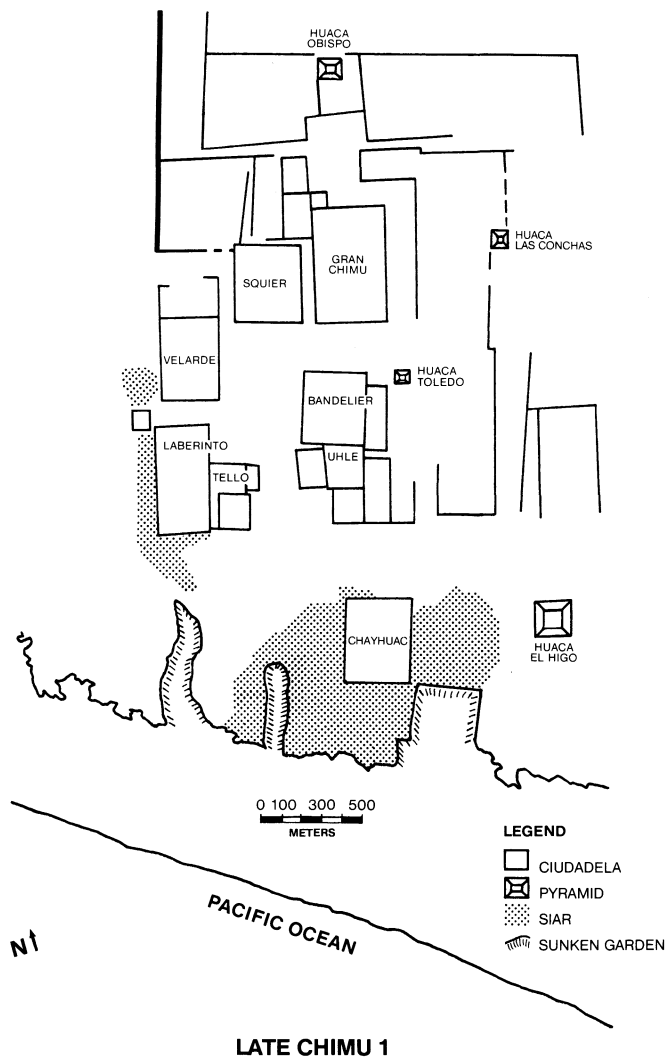 HUACA
OBISPO
HUACA
LAS CONCHAS
GRAN
CHIMU
SQUIER
VELARDE
HUACA
TOLEDO
BANDELIER
LABERINTO
UHLE
TELLO
CHAYHUAC
HUACA
EL HIGO
0 100 300 500
METERS
LEGEND
CIUDADELA
PYRAMID
SIAR
SUNKEN GARDEN
PACIFIC OCEAN
N
LATE CHIMU 1